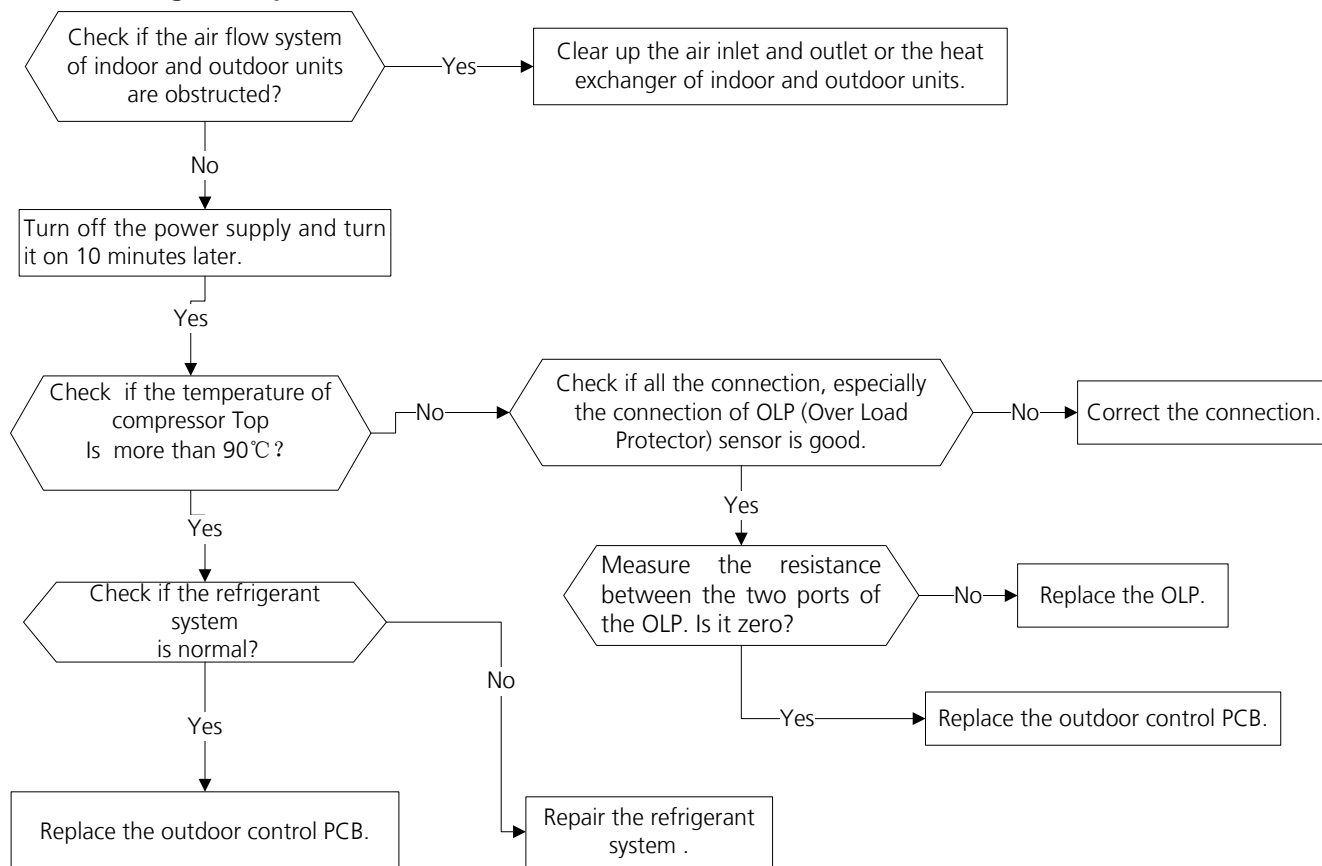 Check if the air flow system
of indoor and outdoor units
are obstructed?
Yes
Clear up the air inlet and outlet or the heat
exchanger of indoor and outdoor units.
No
Turn off the power supply and turn
it on 10 minutes later.
Yes
Check if the temperature of
compressor Top
Is more than 90℃?
No
Check if all the connection, especially
the connection of OLP (Over Load
Protector) sensor is good.
No
Correct the connection.
Yes
Yes
Measure the resistance
between the two ports of
the OLP. Is it zero?
No
Replace the OLP.
Check if the refrigerant
system
is normal?
No
Yes
Yes
Replace the outdoor control PCB.
Replace the outdoor control PCB.
Repair the refrigerant
system .